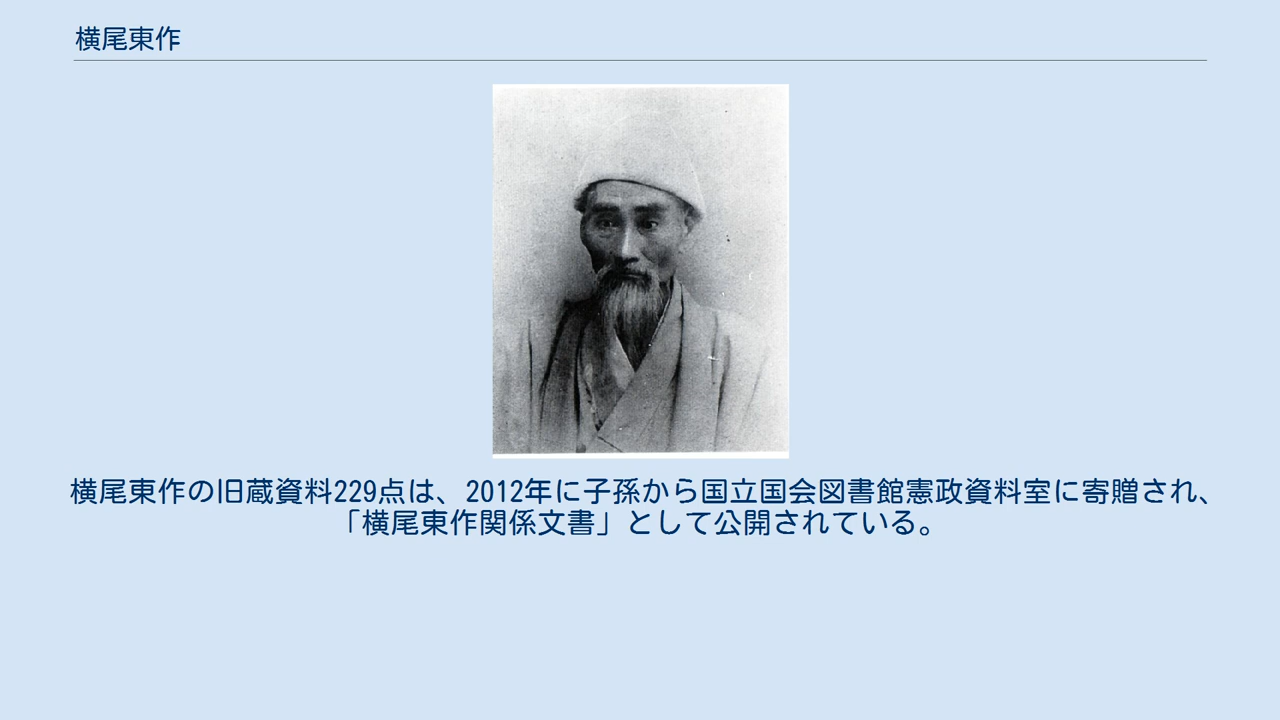 横尾東作
横尾東作の旧蔵資料229点は、2012年に子孫から国立国会図書館憲政資料室に寄贈され、
「横尾東作関係文書」として公開されている。